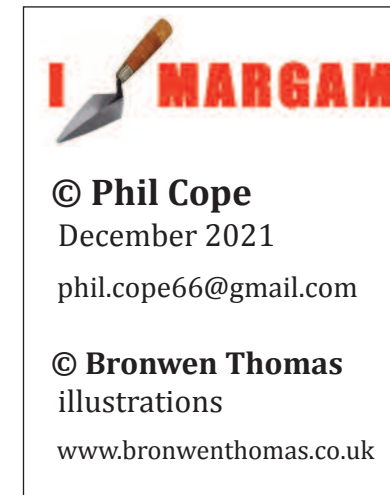 I MARGAM
© Phil Cope
December 2021
phil.cope66@gmail.com
© Bronwen Thomas
illustrations
www.bronwenthomas.co.uk